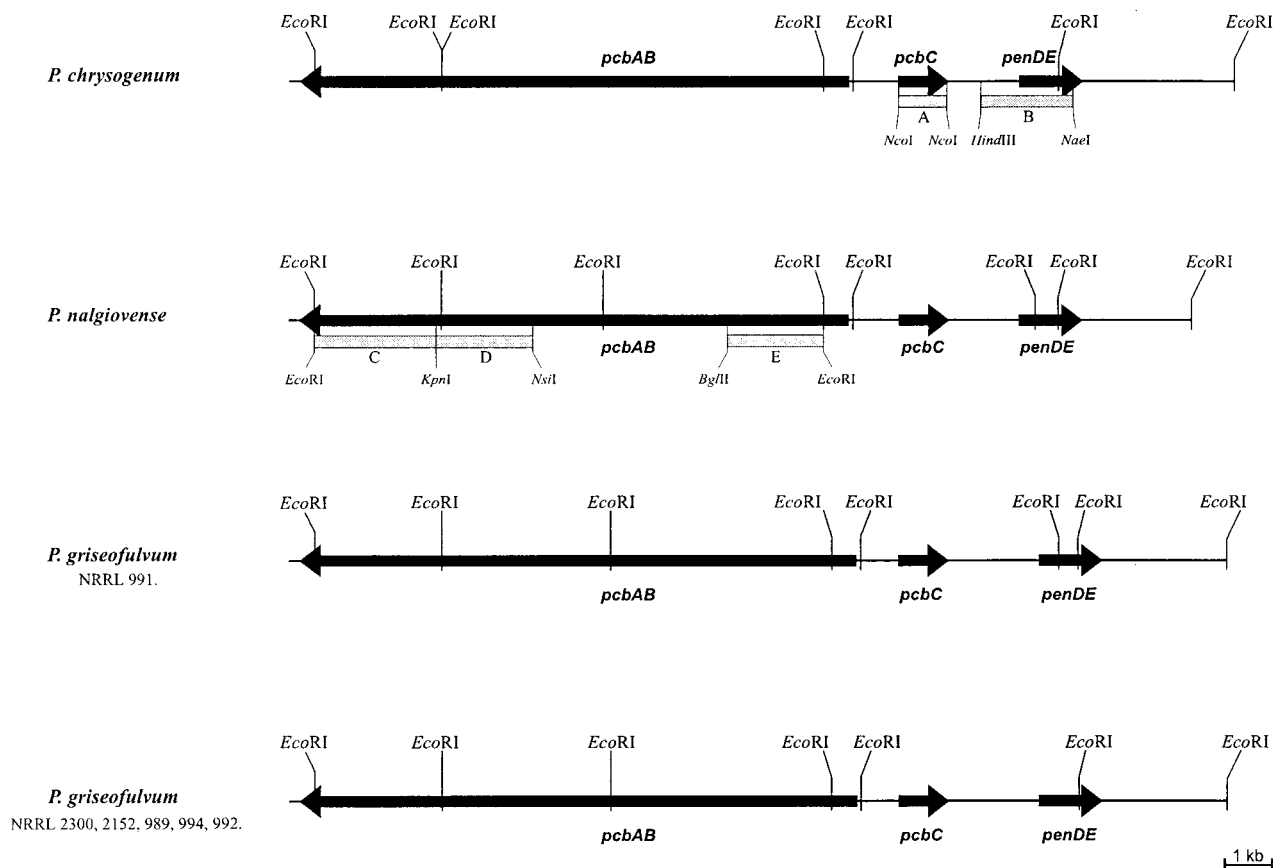 EcoRI EcoRI EcoRI EcoRI EcoRI EcoRI EcoRI
P. chrysogenum pcbAB pcbC penDE
A B
NcoI NcoI HindIII NaeI
EcoRI EcoRI EcoRI EcoRI EcoRI EcoRI EcoRI EcoRI
P. nalgiovense
C D pcbAB E pcbC penDE
EcoRI KpnI NsiI BglII EcoRI
EcoRI EcoRI EcoRI EcoRI EcoRI EcoRI EcoRI EcoRI
P. griseofulvum
NRRL 991.
pcbAB pcbC penDE
EcoRI EcoRI EcoRI EcoRI EcoRI EcoRI EcoRI
P. griseofulvum
NRRL 2300, 2152, 989, 994, 992.
pcbAB pcbC penDE
1 kb